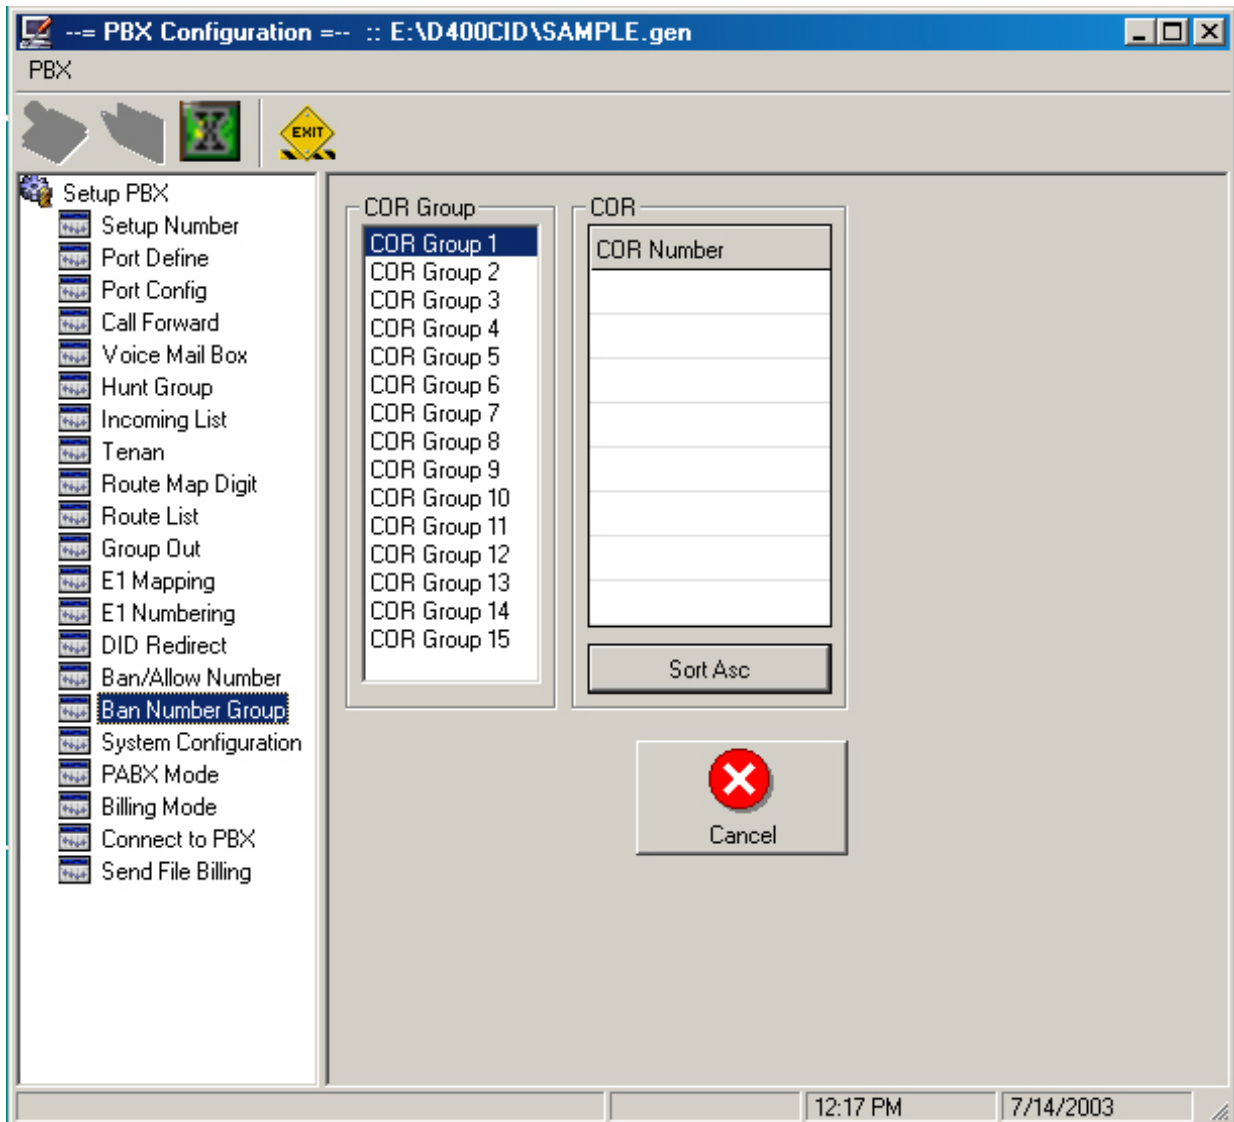 --= PBX Configuration =-- :: E:\D400CID\SAMPLE.gen
PBX
EXIT
Setup PBX
Setup Number
Port Define
Port Config
Call Forward
Voice Mail Box
Hunt Group
Incoming List
Tenan
Route Map Digit
Route List
Group Out
E1 Mapping
E1 Numbering
DID Redirect
Ban/Allow Number
Ban Number Group
System Configuration
PABX Mode
Billing Mode
Connect to PBX
Send File Billing
COR Group
COR Group 1
COR Group 2
COR Group 3
COR Group 4
COR Group 5
COR Group 6
COR Group 7
COR Group 8
COR Group 9
COR Group 10
COR Group 11
COR Group 12
COR Group 13
COR Group 14
COR Group 15
COR
COR Number
Sort Asc
Cancel
12:17 PM
7/14/2003